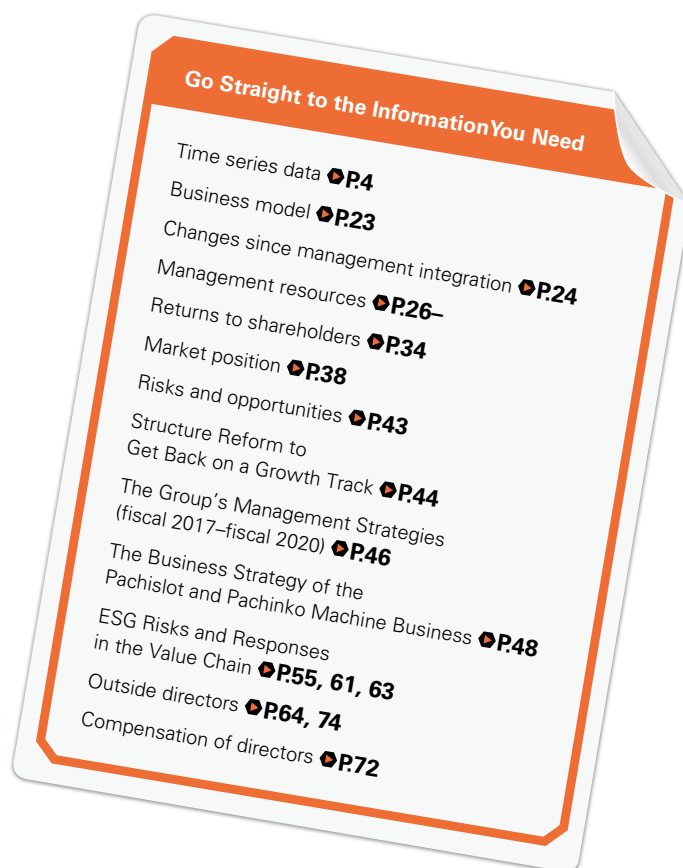 Go Straight to the Information You Need
Time series data P.4
Business model P.23
Changes since management integration P.24
Management resources P.26–
Returns to shareholders P.34
Market position P.38
Risks and opportunities P.43
Structure Reform to
Get Back on a Growth Track P.44
The Group’s Management Strategies
(fiscal 2017–fiscal 2020) P.46
The Business Strategy of the
Pachislot and Pachinko Machine Business P.48
ESG Risks and Responses
in the Value Chain P.55, 61, 63
Outside directors P.64, 74
Compensation of directors P.72